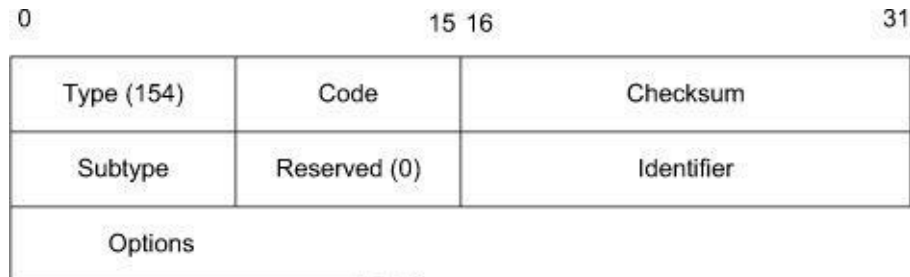 0 15 16 31
Type (154) Code Checksum
Subtype Reserved (0) Identifier
Options